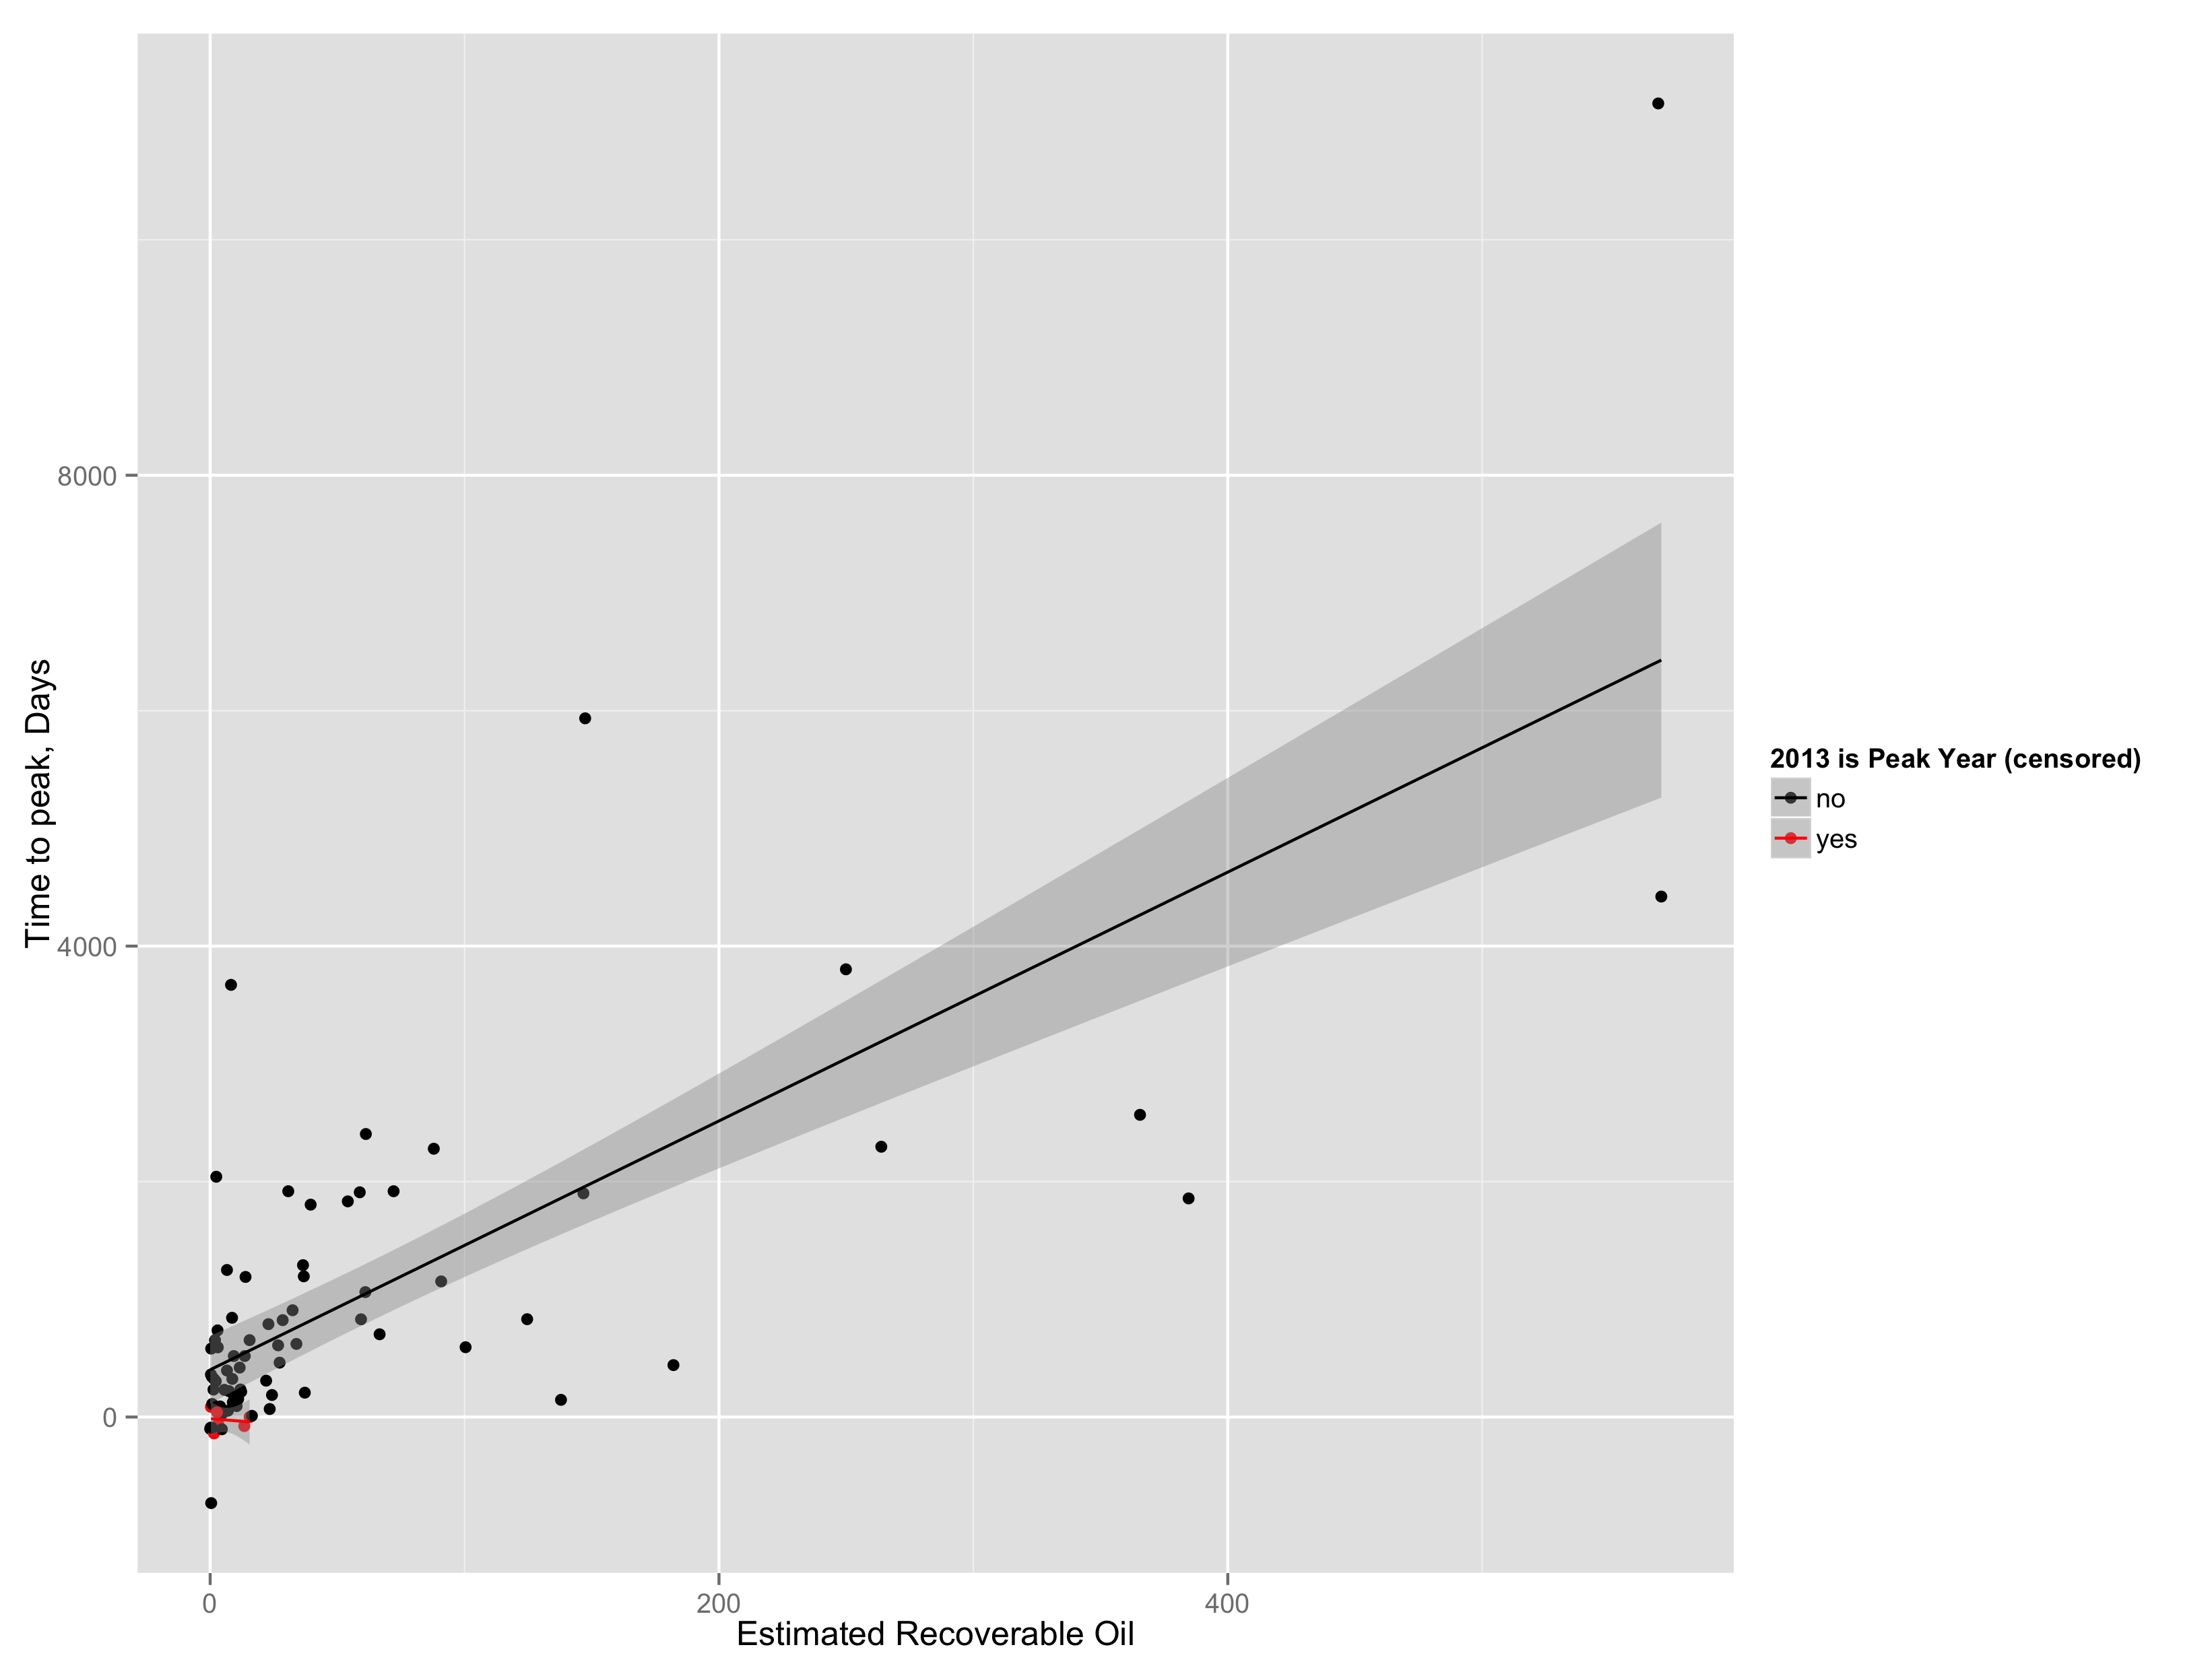 8000
4000
0
Time to peak, Days
0
200
400
Estimated Recoverable Oil
2013 is Peak Year (censored)
no
yes